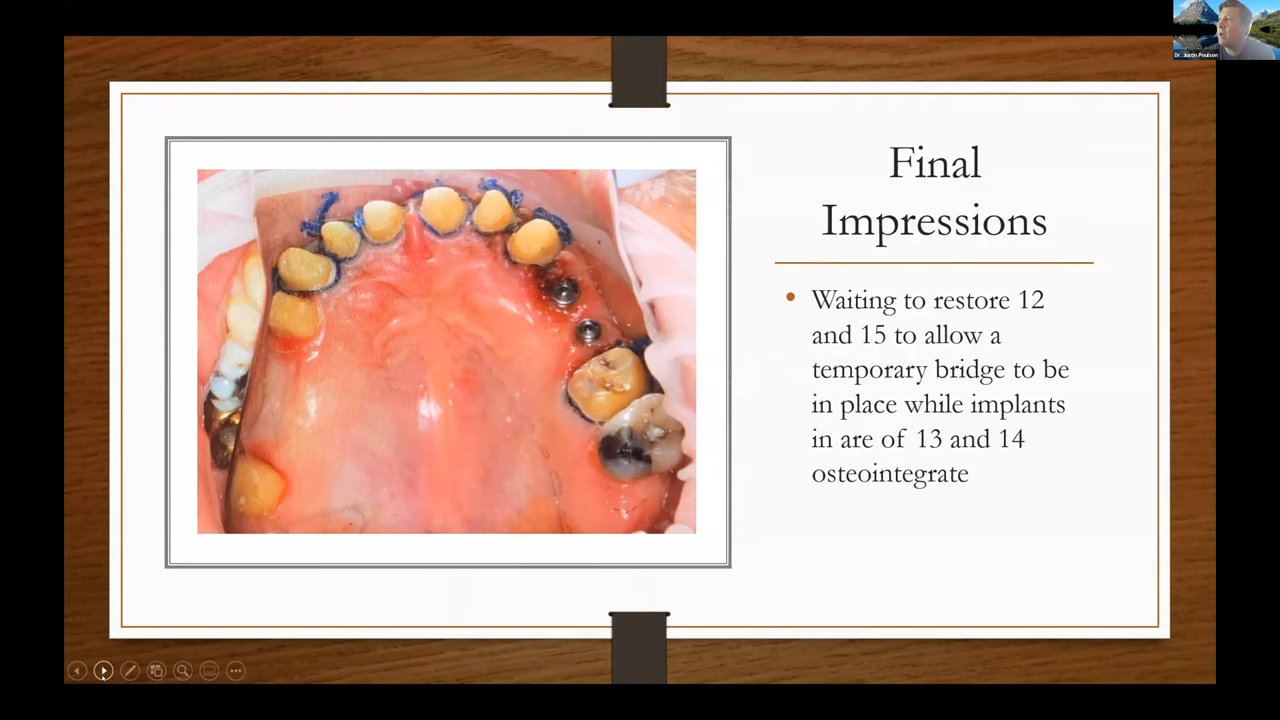 Dr. Justin Poulson
Final
Impressions
• Waiting to restore 12
and 15 to allow a
temporary bridge to be
in place while implants
in are of 13 and 14
osteointegrate